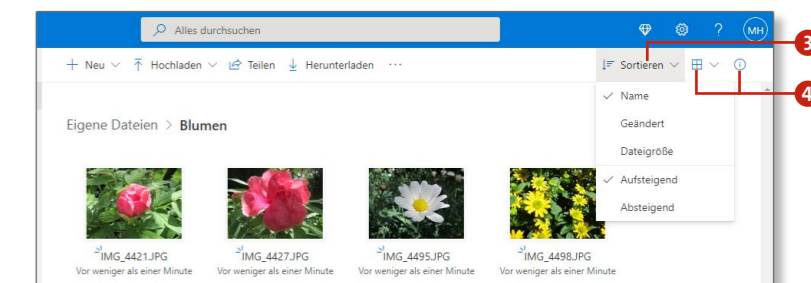 Alles durchsuchen
? MH
3
Neu Hochladen Teilen Herunterladen ··· Sortieren
4
Name
Geändert
Dateigröße
Aufsteigend
Absteigend
Eigene Dateien > Blumen
IMG_4421.JPG IMG_4427.JPG IMG_4495.JPG IMG_4498.JPG
Vor weniger als einer Minute Vor weniger als einer Minute Vor weniger als einer Minute Vor weniger als einer Minute